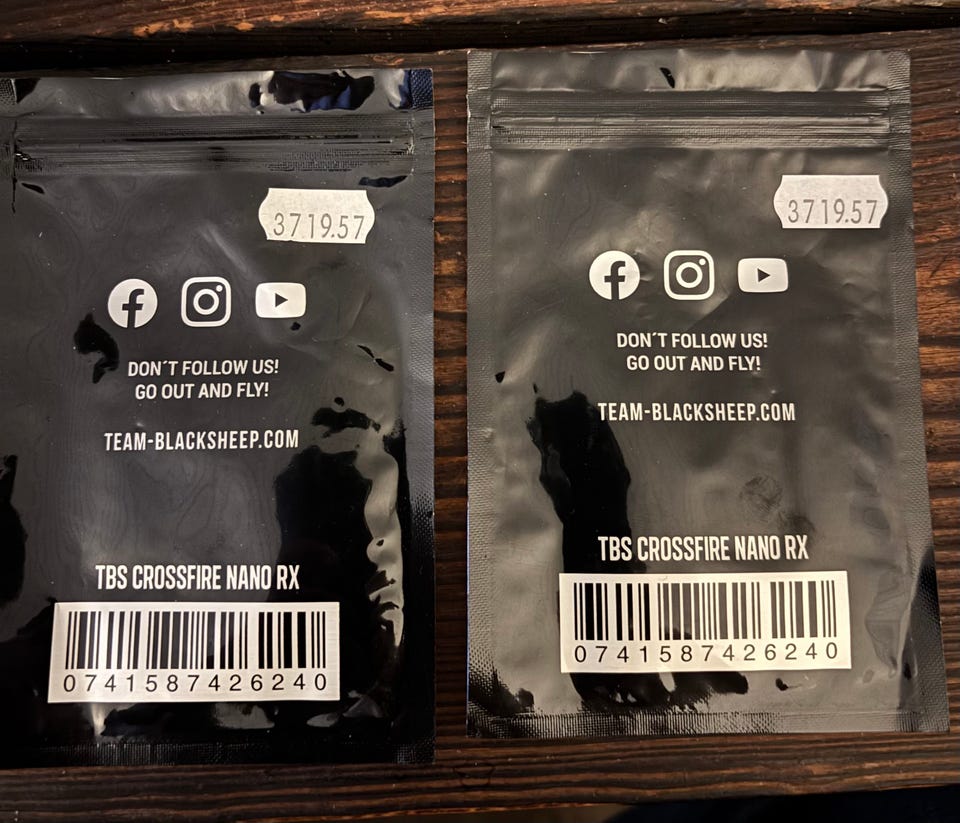 3719.57
DON´T FOLLOW US!
GO OUT AND FLY!
TEAM-BLACKSHEEP.COM
TBS CROSSFIRE NANO RX
0741587426240
3719.57
DON´T FOLLOW US!
GO OUT AND FLY!
TEAM-BLACKSHEEP.COM
TBS CROSSFIRE NANO RX
0741587426240